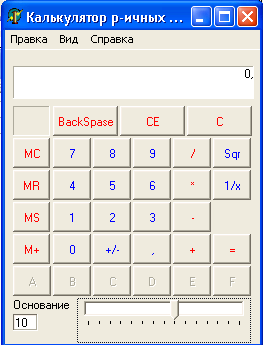 Калькулятор р-ичных ...
Правка Вид Справка
0,
BackSpase CE C
MC 7 8 9 / Sqr
MR 4 5 6 * 1/x
MS 1 2 3 -
M+ 0 +/- , + =
A B C D E F
Основание
10